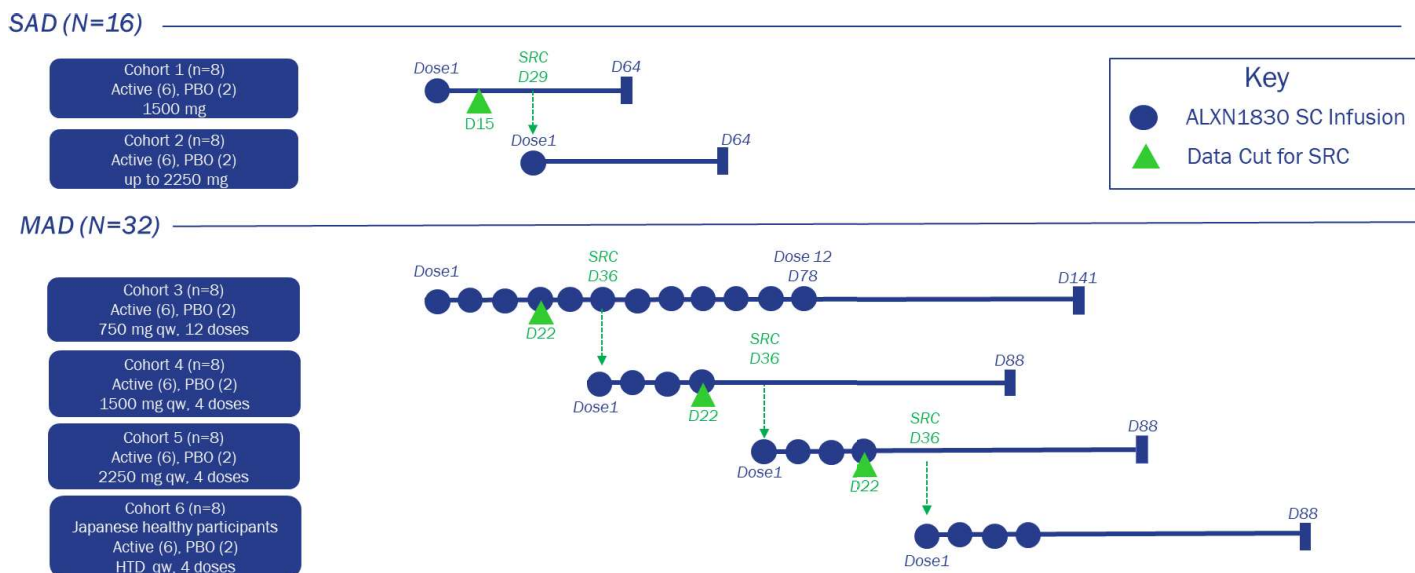 SAD (N=16)
Cohort 1 (n=8)
Active (6), PBO (2)
1500 mg
Dose1
SRC
D29
D64
D15
Key
ALXN1830 SC Infusion
Data Cut for SRC
Cohort 2 (n=8)
Active (6), PBO (2)
up to 2250 mg
Dose1
D64
MAD (N=32)
Cohort 3 (n=8)
Active (6), PBO (2)
750 mg qw, 12 doses
Dose1
SRC
D36
Dose 12
D78
D141
D22
Cohort 4 (n=8)
Active (6), PBO (2)
1500 mg qw, 4 doses
Dose1
SRC
D36
D88
D22
Cohort 5 (n=8)
Active (6), PBO (2)
2250 mg qw, 4 doses
Dose1
SRC
D36
D88
D22
Cohort 6 (n=8)
Japanese healthy participants
Active (6), PBO (2)
HTD qw, 4 doses
Dose1
D88